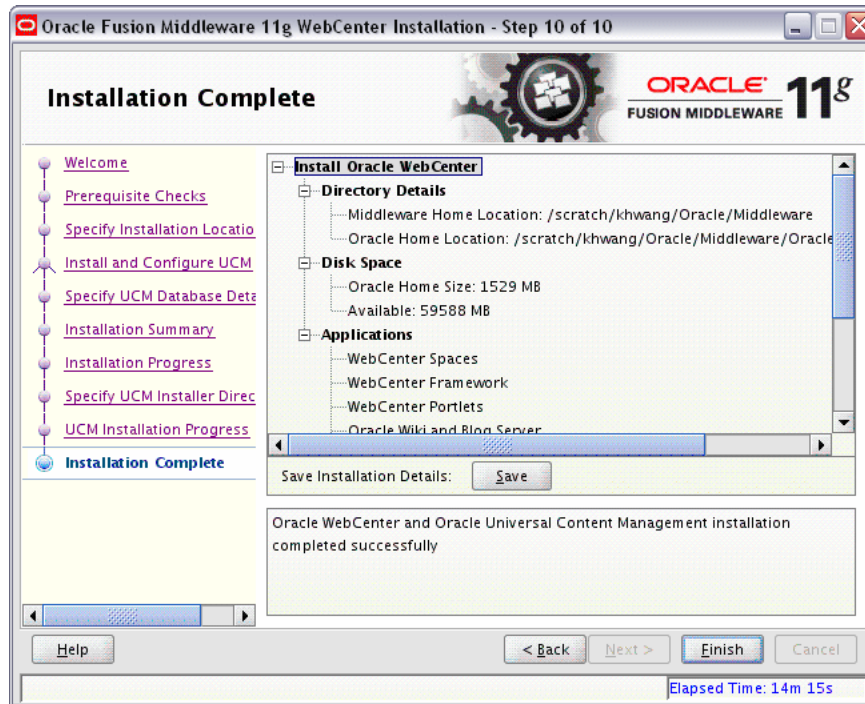 Oracle Fusion Middleware 11g WebCenter Installation - Step 10 of 10
Installation Complete
ORACLE
FUSION MIDDLEWARE
11g
Welcome
Prerequisite Checks
Specify Installation Locatio
Install and Configure UCM
Specify UCM Database Deta
Installation Summary
Installation Progress
Specify UCM Installer Direc
UCM Installation Progress
Installation Complete
Install Oracle WebCenter
Directory Details
Middleware Home Location: /scratch/khwang/Oracle/Middleware
Oracle Home Location: /scratch/khwang/Oracle/Middleware/Oracle
Disk Space
Oracle Home Size: 1529 MB
Available: 59588 MB
Applications
WebCenter Spaces
WebCenter Framework
WebCenter Portlets
Oracle Wiki and Blog Server
Save Installation Details: Save
Oracle WebCenter and Oracle Universal Content Management installation
completed successfully
Help < Back Next > Finish Cancel
Elapsed Time: 14m 15s